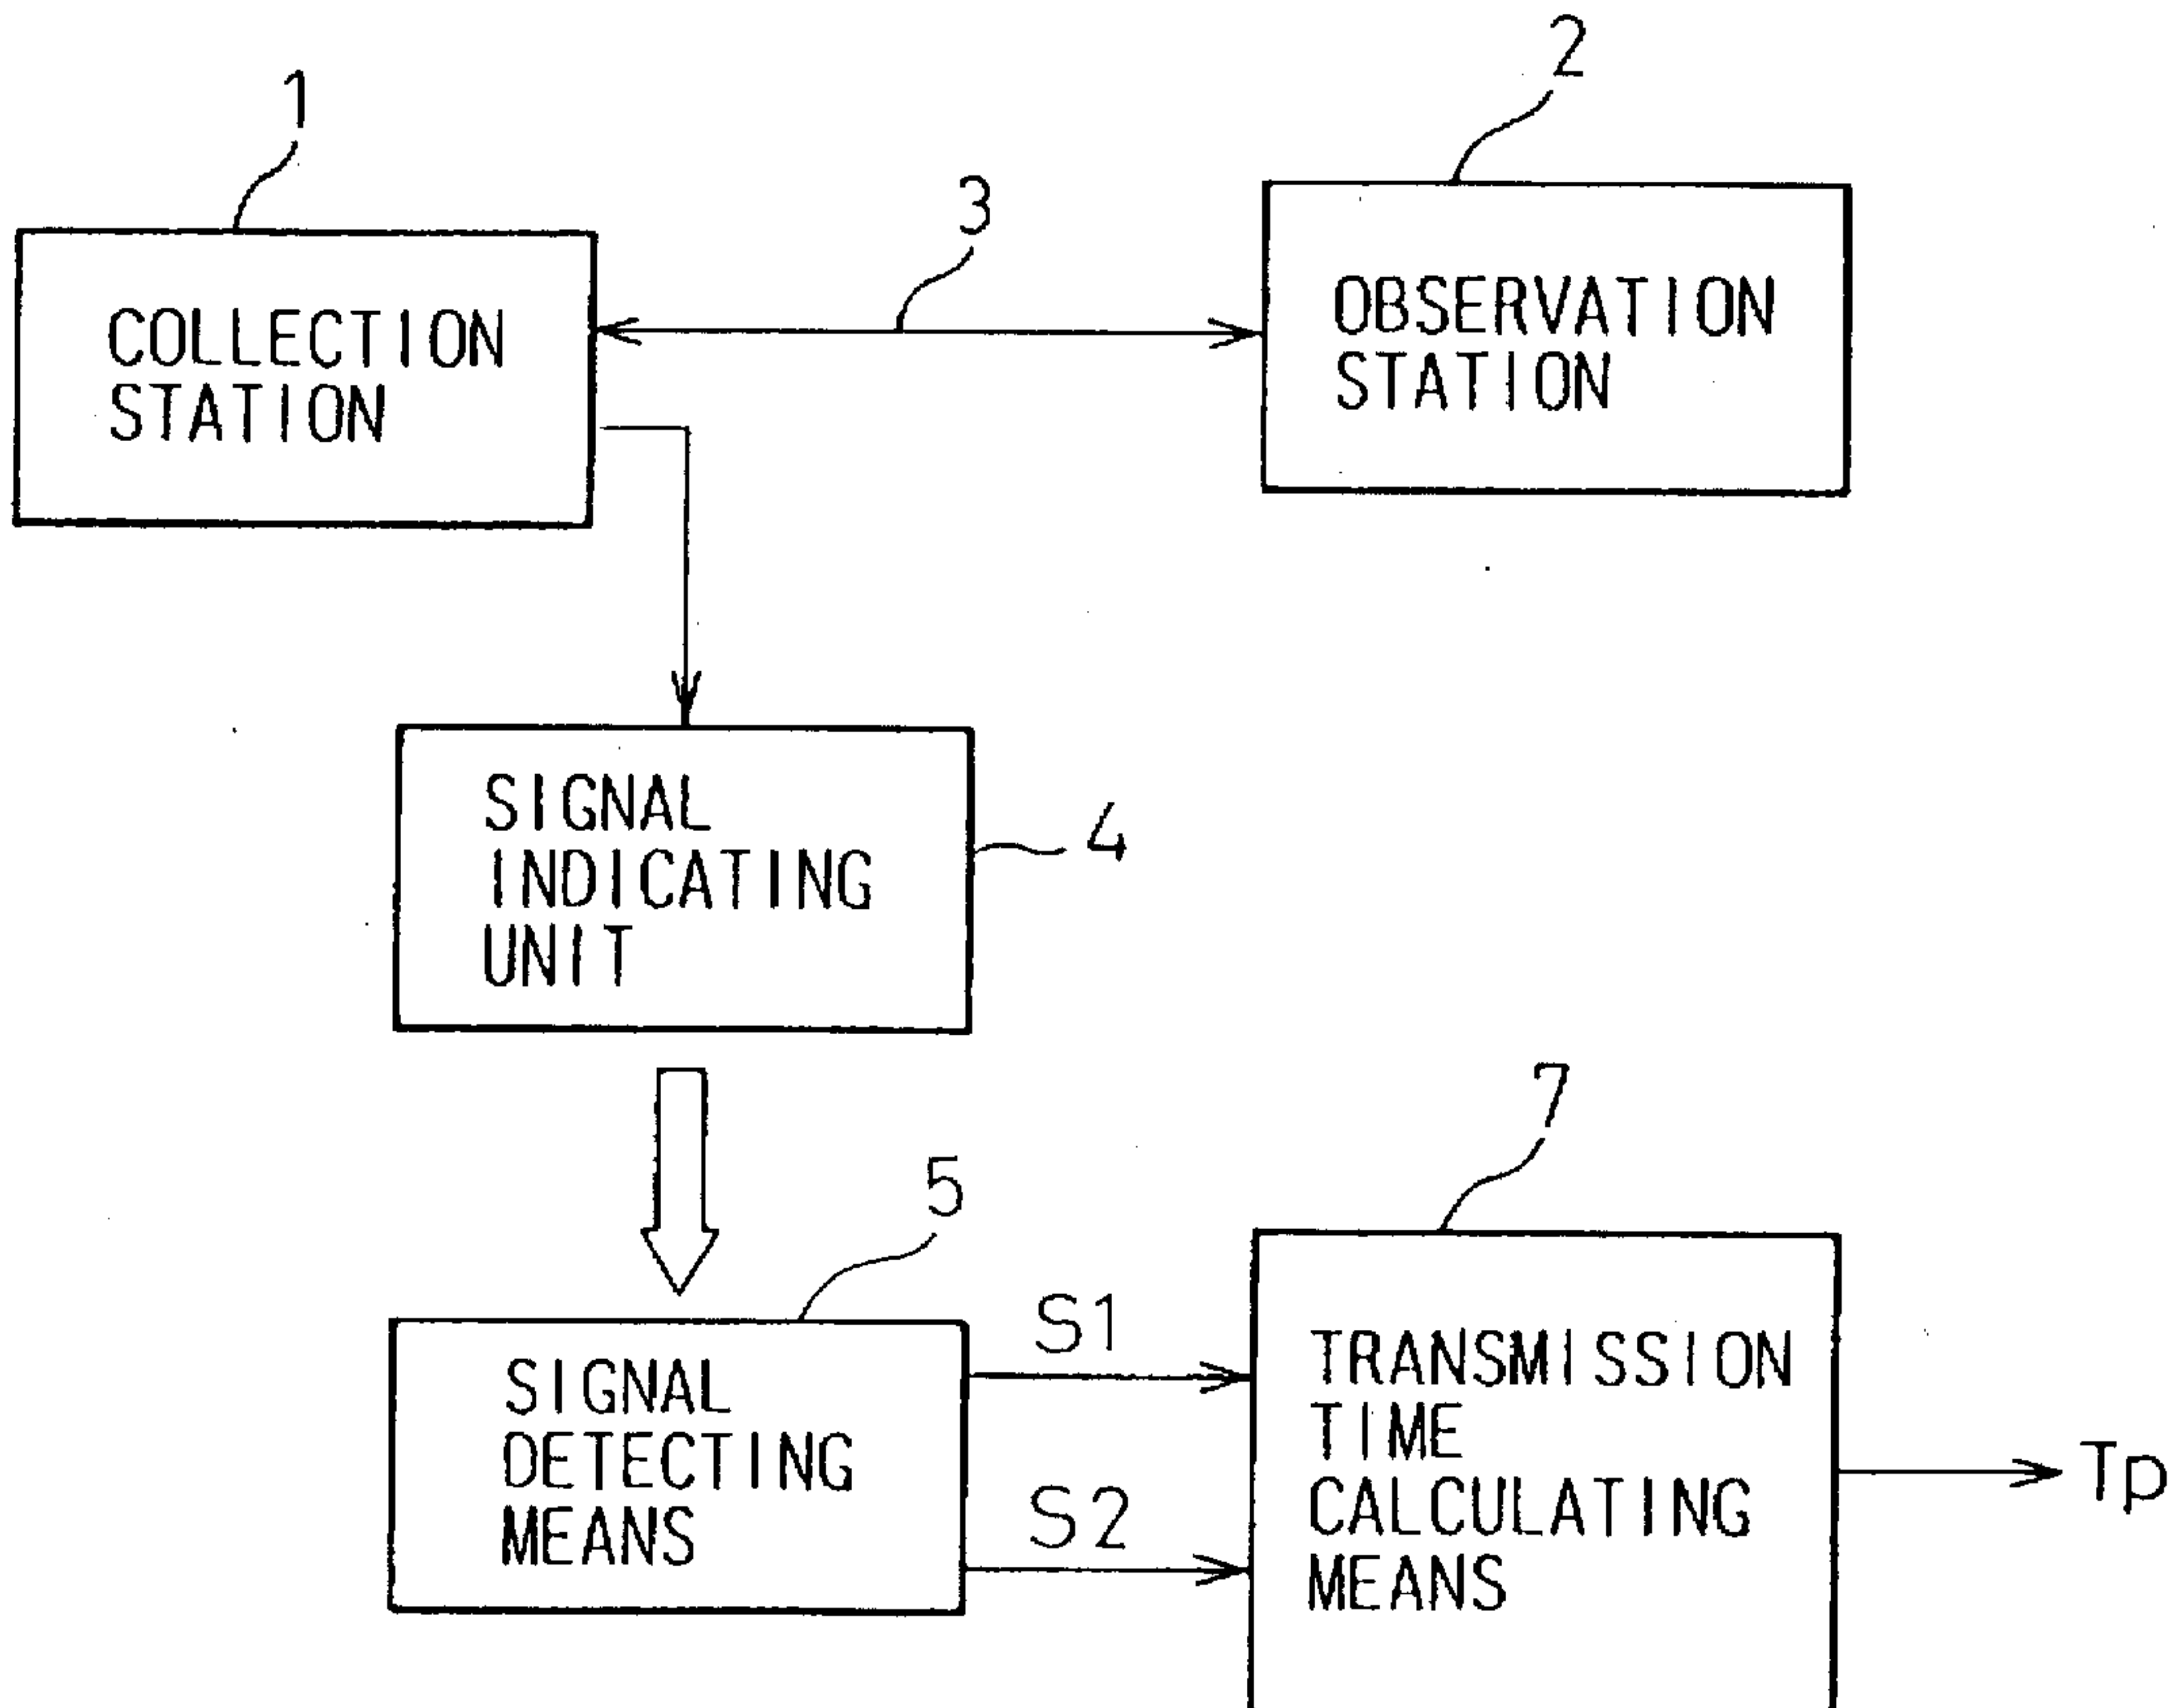 1
2
3
COLLECTION
STATION
OBSERVATION
STATION
SIGNAL
INDICATING
UNIT
4
5
7
S1
S2
SIGNAL
DETECTING
MEANS
TRANSMISSION
TIME
CALCULATING
MEANS
Tp